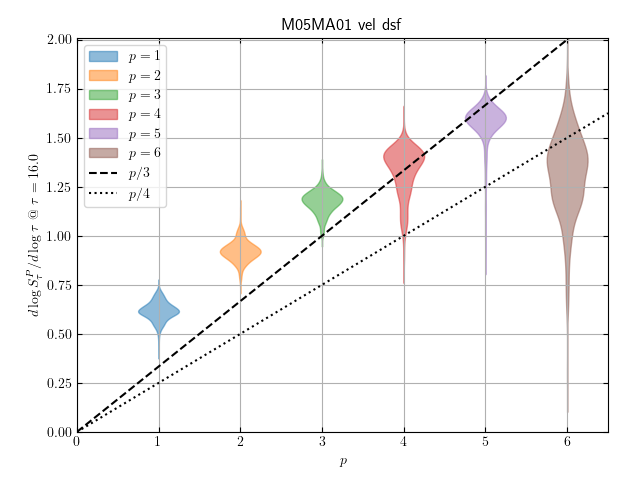 M05MA01 vel dsf
d log S_τ^P / d log τ @ τ = 16.0
2.00
1.75
1.50
1.25
1.00
0.75
0.50
0.25
0.00
p = 1
p = 2
p = 3
p = 4
p = 5
p = 6
p/3
p/4
0 1 2 3 4 5 6
p